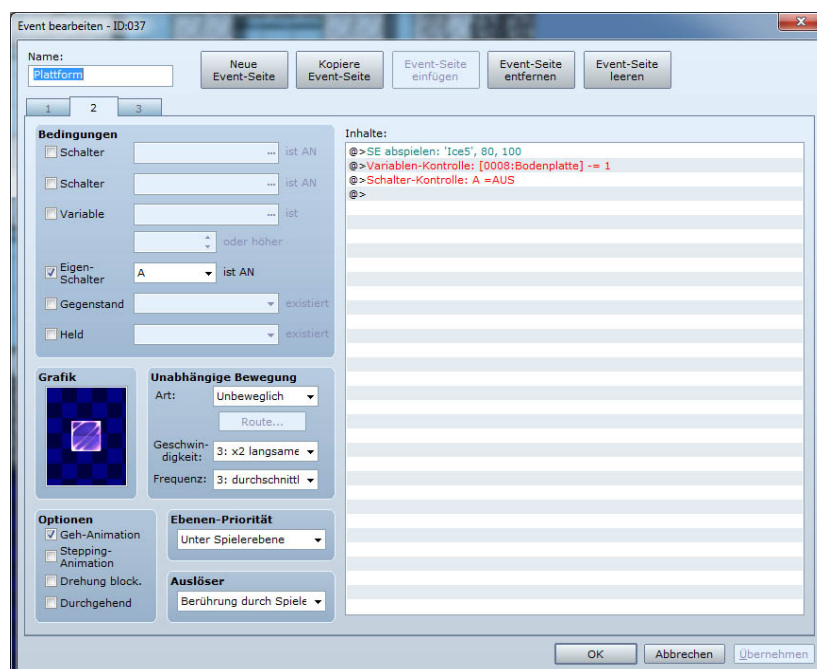 Event bearbeiten - ID:037
Name:
Plattform
Neue
Event-Seite
Kopiere
Event-Seite
Event-Seite
einfügen
Event-Seite
entfernen
Event-Seite
leeren
1 2 3
Bedingungen
Schalter ... ist AN
Schalter ... ist AN
Variable ... ist
oder höher
Eigen-
Schalter A ist AN
Gegenstand existiert
Held existiert
Inhalte:
@>SE abspielen: 'Ice5', 80, 100
@>Variablen-Kontrolle: [0008:Bodenplatte] -= 1
@>Schalter-Kontrolle: A =AUS
@>
Grafik
Unabhängige Bewegung
Art: Unbeweglich
Route...
Geschwin-
digkeit: 3: x2 langsame
Frequenz: 3: durchschnittl
Optionen
Geh-Animation
Stepping-
Animation
Drehung block.
Durchgehend
Ebenen-Priorität
Unter Spielerebene
Auslöser
Berührung durch Spiele
OK Abbrechen Übernehmen